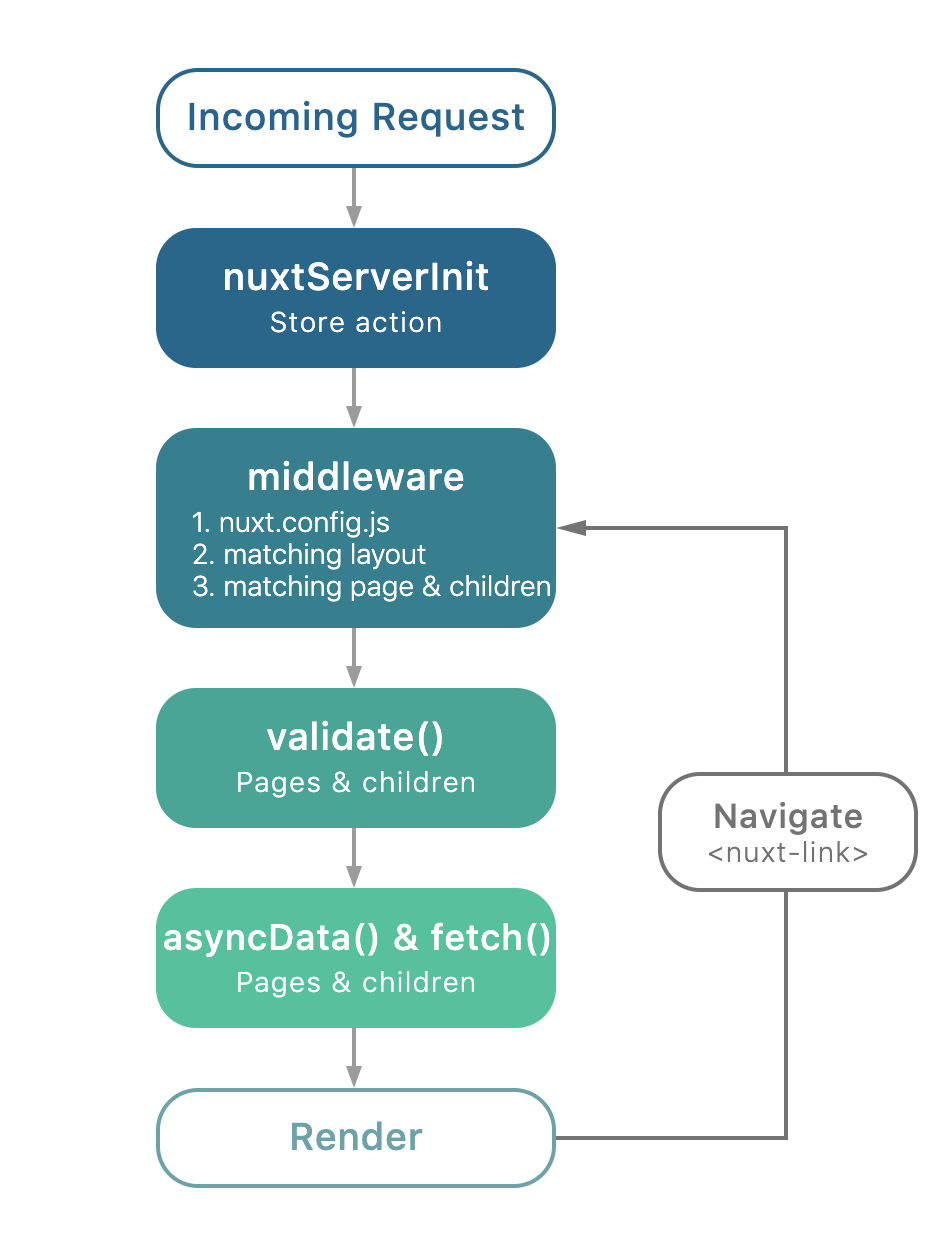 Incoming Request
nuxtServerInit
Store action
middleware
1. nuxt.config.js
2. matching layout
3. matching page & children
validate()
Pages & children
Navigate
<nuxt-link>
asyncData() & fetch()
Pages & children
Render